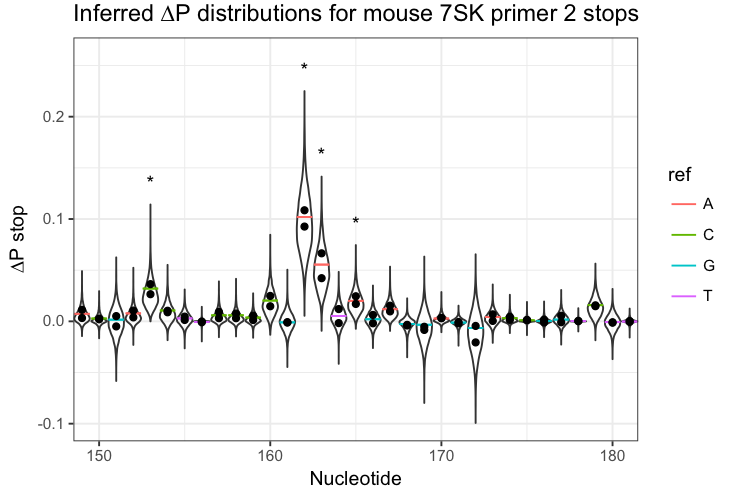 Inferred ΔP distributions for mouse 7SK primer 2 stops
*
*
*
*
0.2
0.1
0.0
-0.1
ΔP stop
150
160
170
180
Nucleotide
ref
A
C
G
T